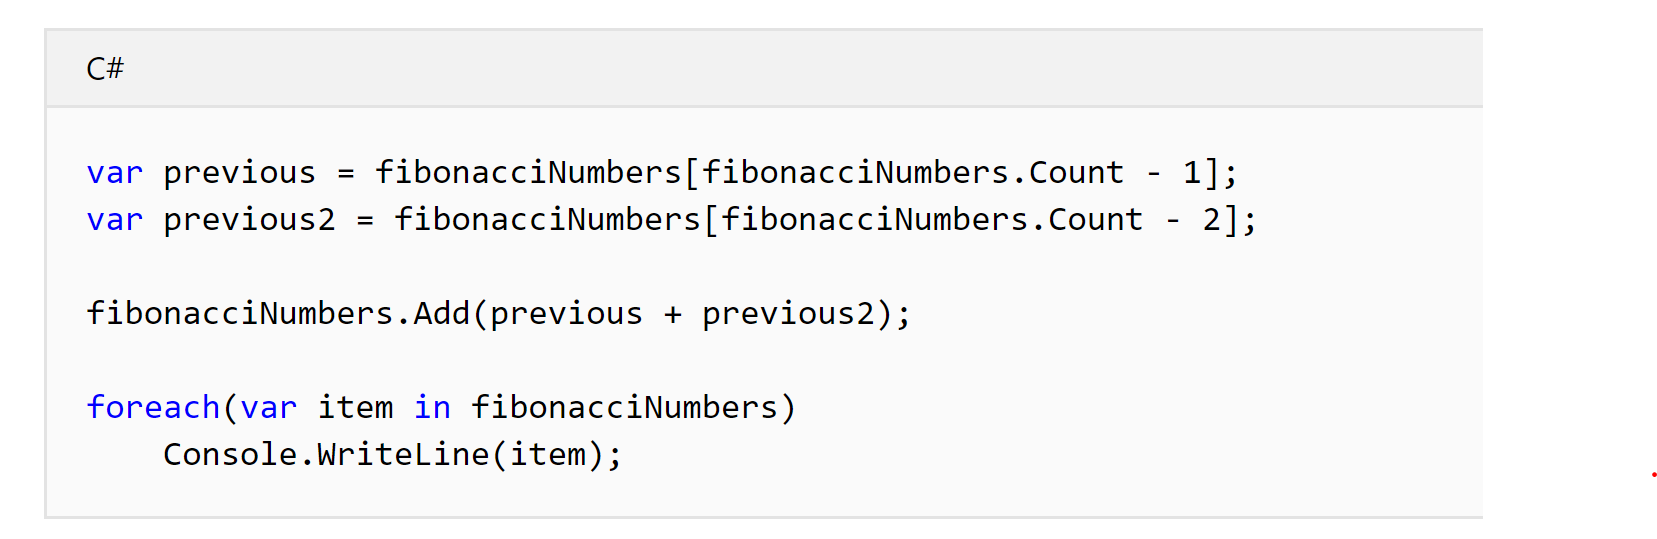 C#
var previous = fibonacciNumbers[fibonacciNumbers.Count - 1];
var previous2 = fibonacciNumbers[fibonacciNumbers.Count - 2];
fibonacciNumbers.Add(previous + previous2);
foreach(var item in fibonacciNumbers)
    Console.WriteLine(item);